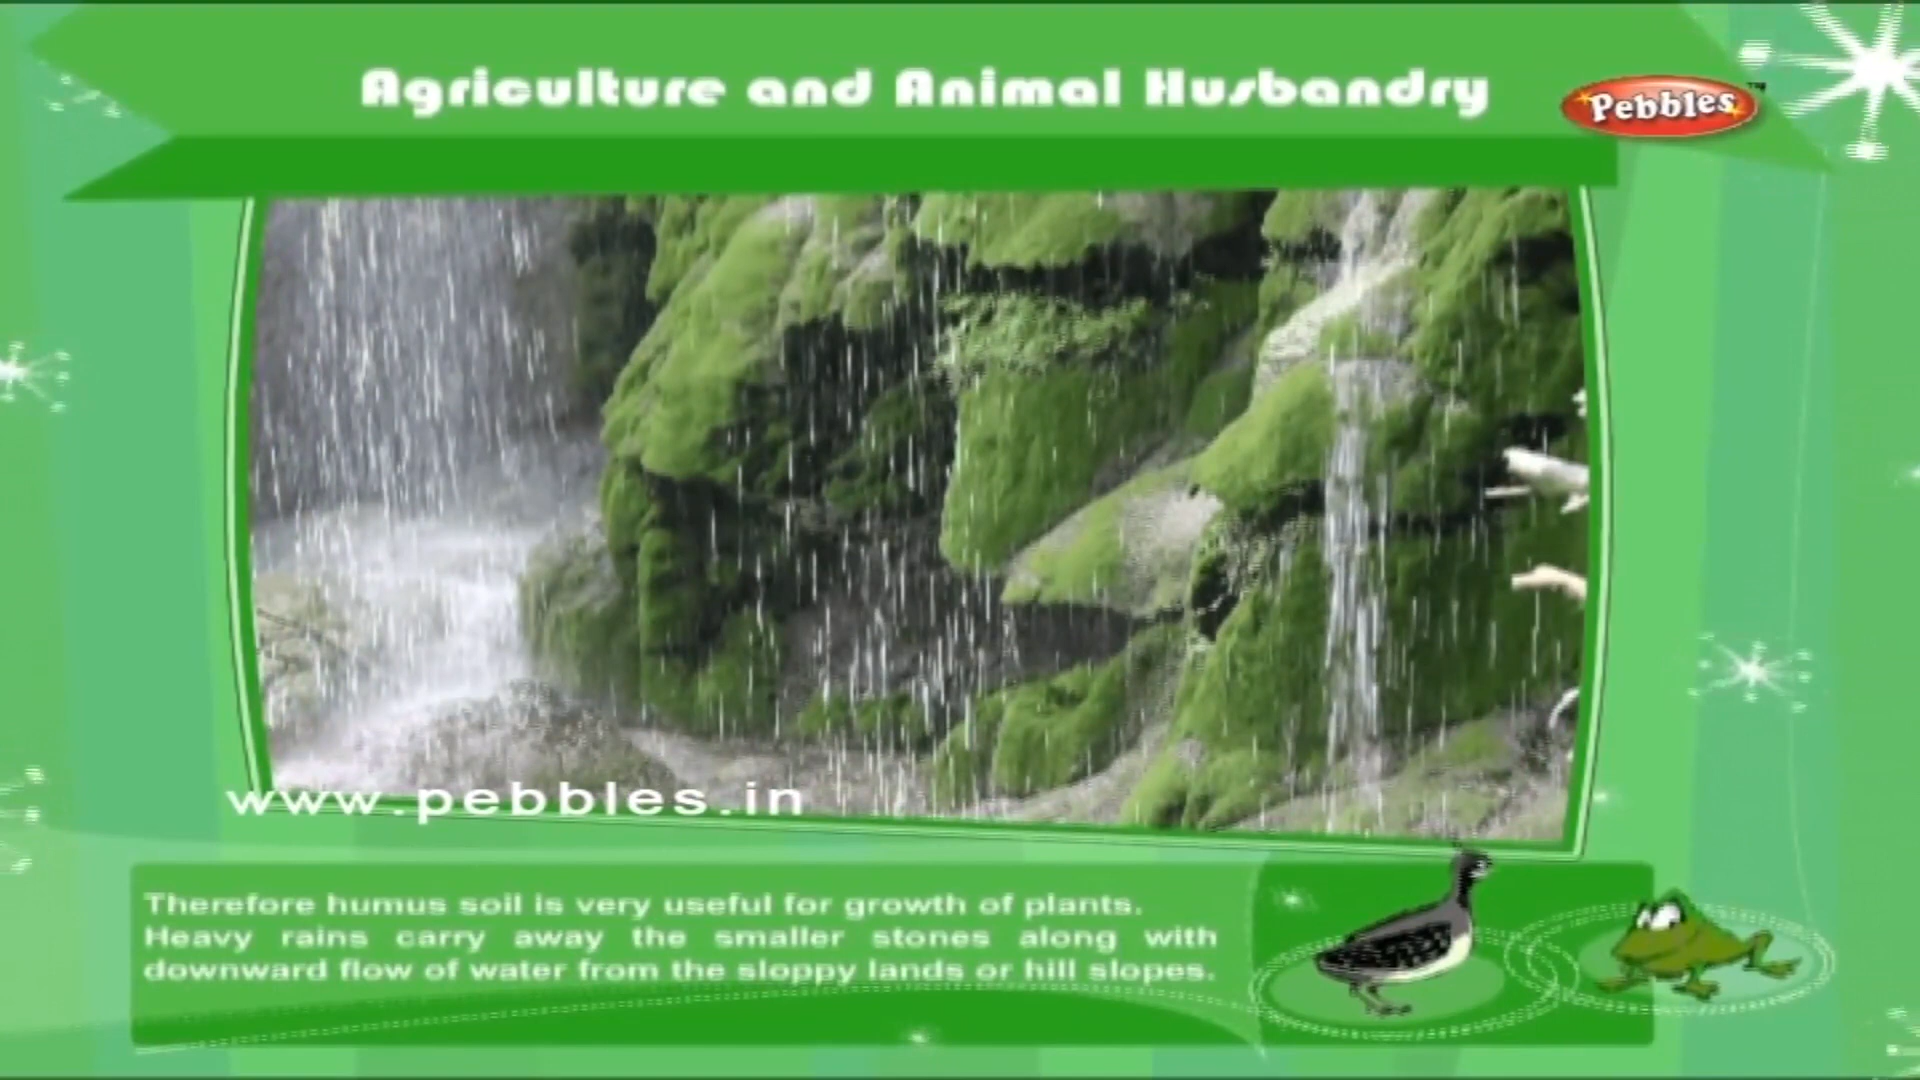 Agriculture and Animal Husbandry
Pebbles
TM
www.pebbles.in
Therefore humus soil is very useful for growth of plants.
Heavy rains carry away the smaller stones along with
downward flow of water from the sloppy lands or hill slopes.